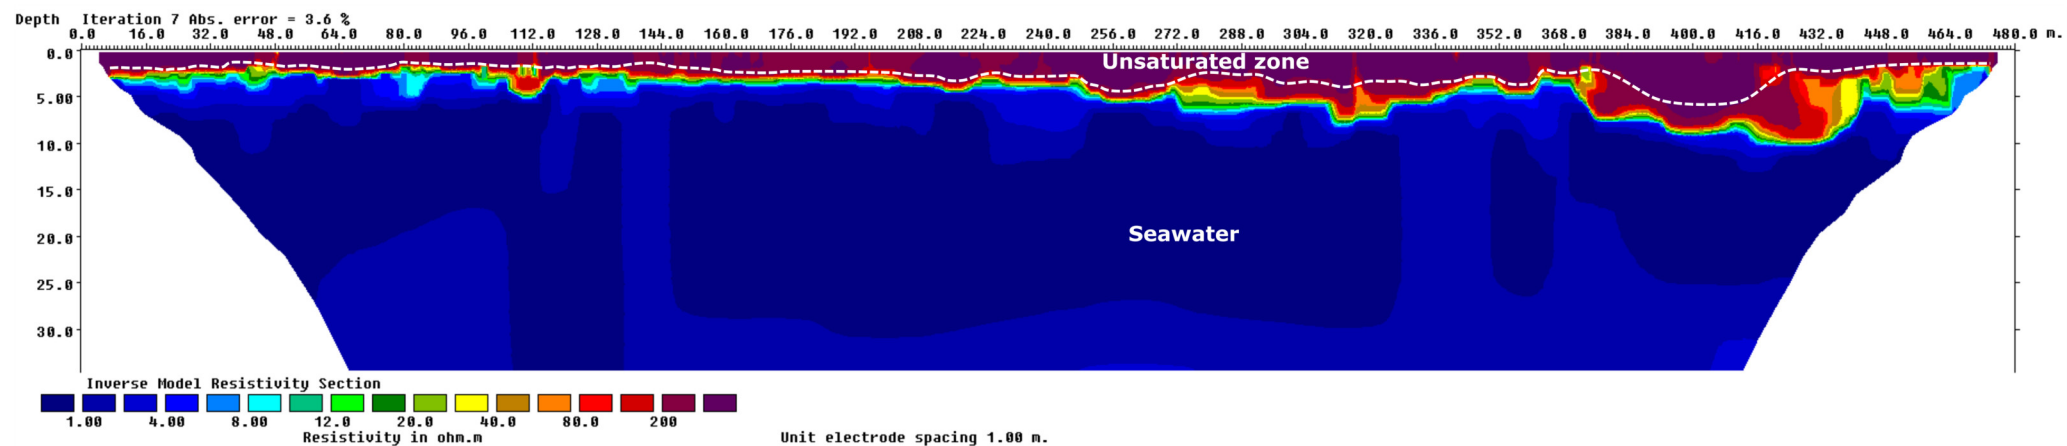 Depth Iteration 7 Abs. error = 3.6 %
0.0 16.0 32.0 48.0 64.0 80.0 96.0 112.0 128.0 144.0 160.0 176.0 192.0 208.0 224.0 240.0 256.0 272.0 288.0 304.0 320.0 336.0 352.0 368.0 384.0 400.0 416.0 432.0 448.0 464.0 480.0 m.
0.0
Unsaturated zone
5.00
10.0
15.0
20.0
Seawater
25.0
30.0
Inverse Model Resistivity Section
1.00 4.00 8.00 12.0 20.0 40.0 80.0 200
Resistivity in ohm.m
Unit electrode spacing 1.00 m.